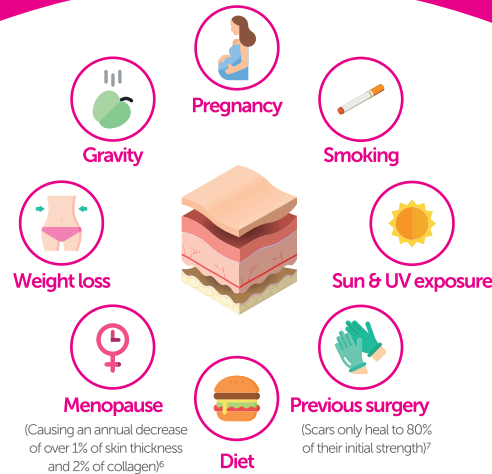 Pregnancy
Gravity
Smoking
Weight loss
Sun & UV exposure
Menopause
(Causing an annual decrease
of over 1% of skin thickness
and 2% of collagen)⁶
Previous surgery
(Scars only heal to 80%
of their initial strength)⁷
Diet